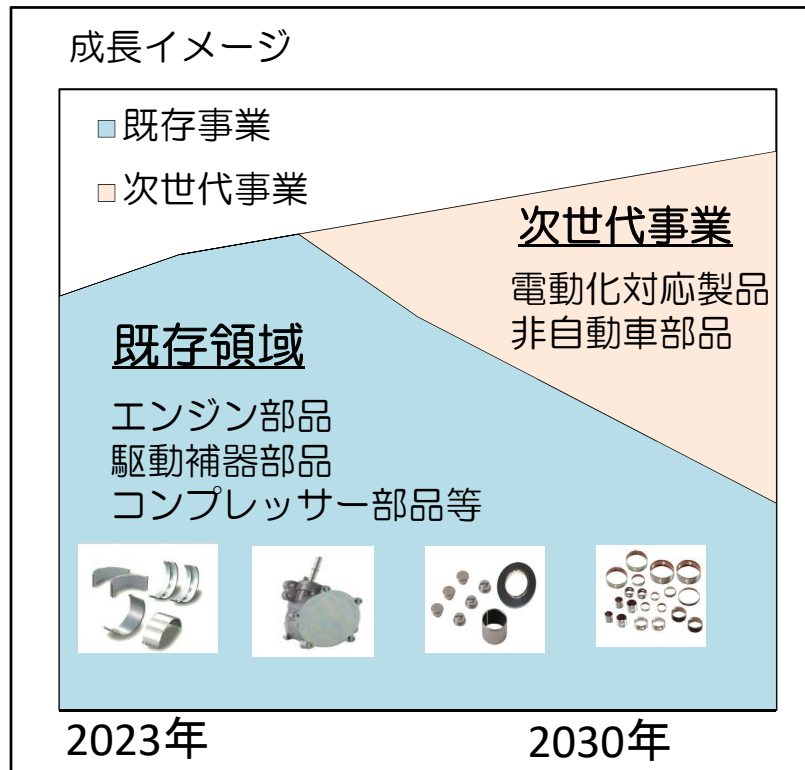 成長イメージ
既存事業
次世代事業
次世代事業
電動化対応製品
非自動車部品
既存領域
エンジン部品
駆動補器部品
コンプレッサー部品等
2023年
2030年